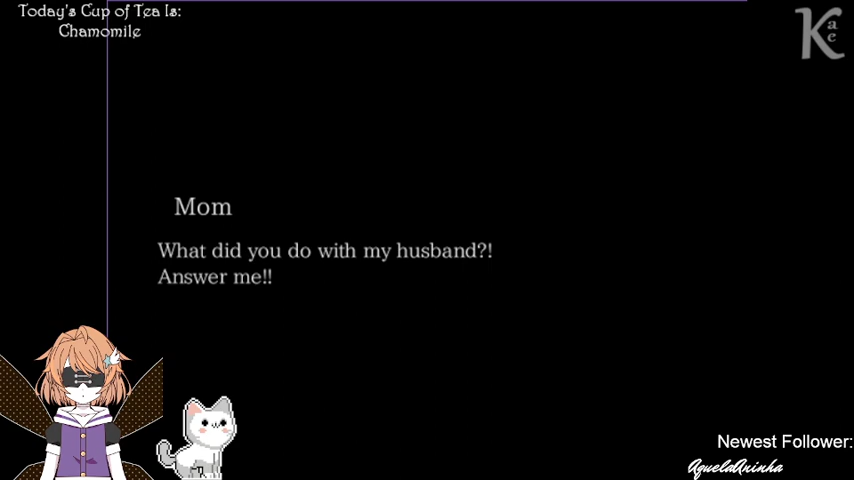 Today's Cup of Tea Is:
Chamomile
Kae
Mom
What did you do with my husband?!
Answer me!!
Newest Follower:
AquelaAninha